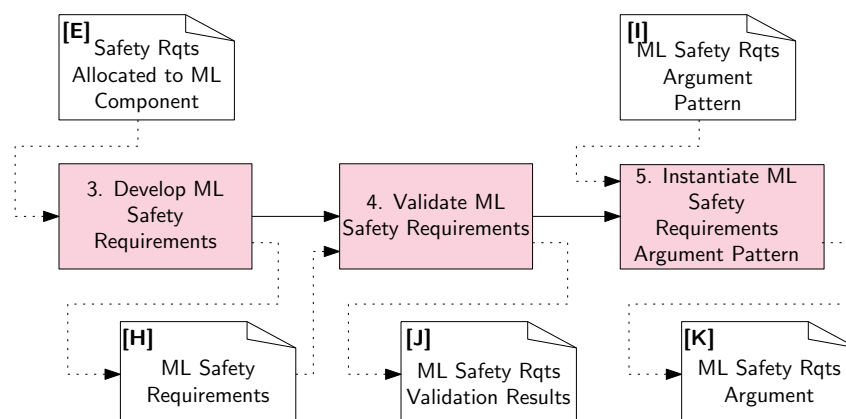 [E]
Safety Rqts
Allocated to ML
Component
[I]
ML Safety Rqts
Argument
Pattern
3. Develop ML
Safety
Requirements
4. Validate ML
Safety Requirements
5. Instantiate ML
Safety
Requirements
Argument Pattern
[H]
ML Safety
Requirements
[J]
ML Safety Rqts
Validation Results
[K]
ML Safety Rqts
Argument